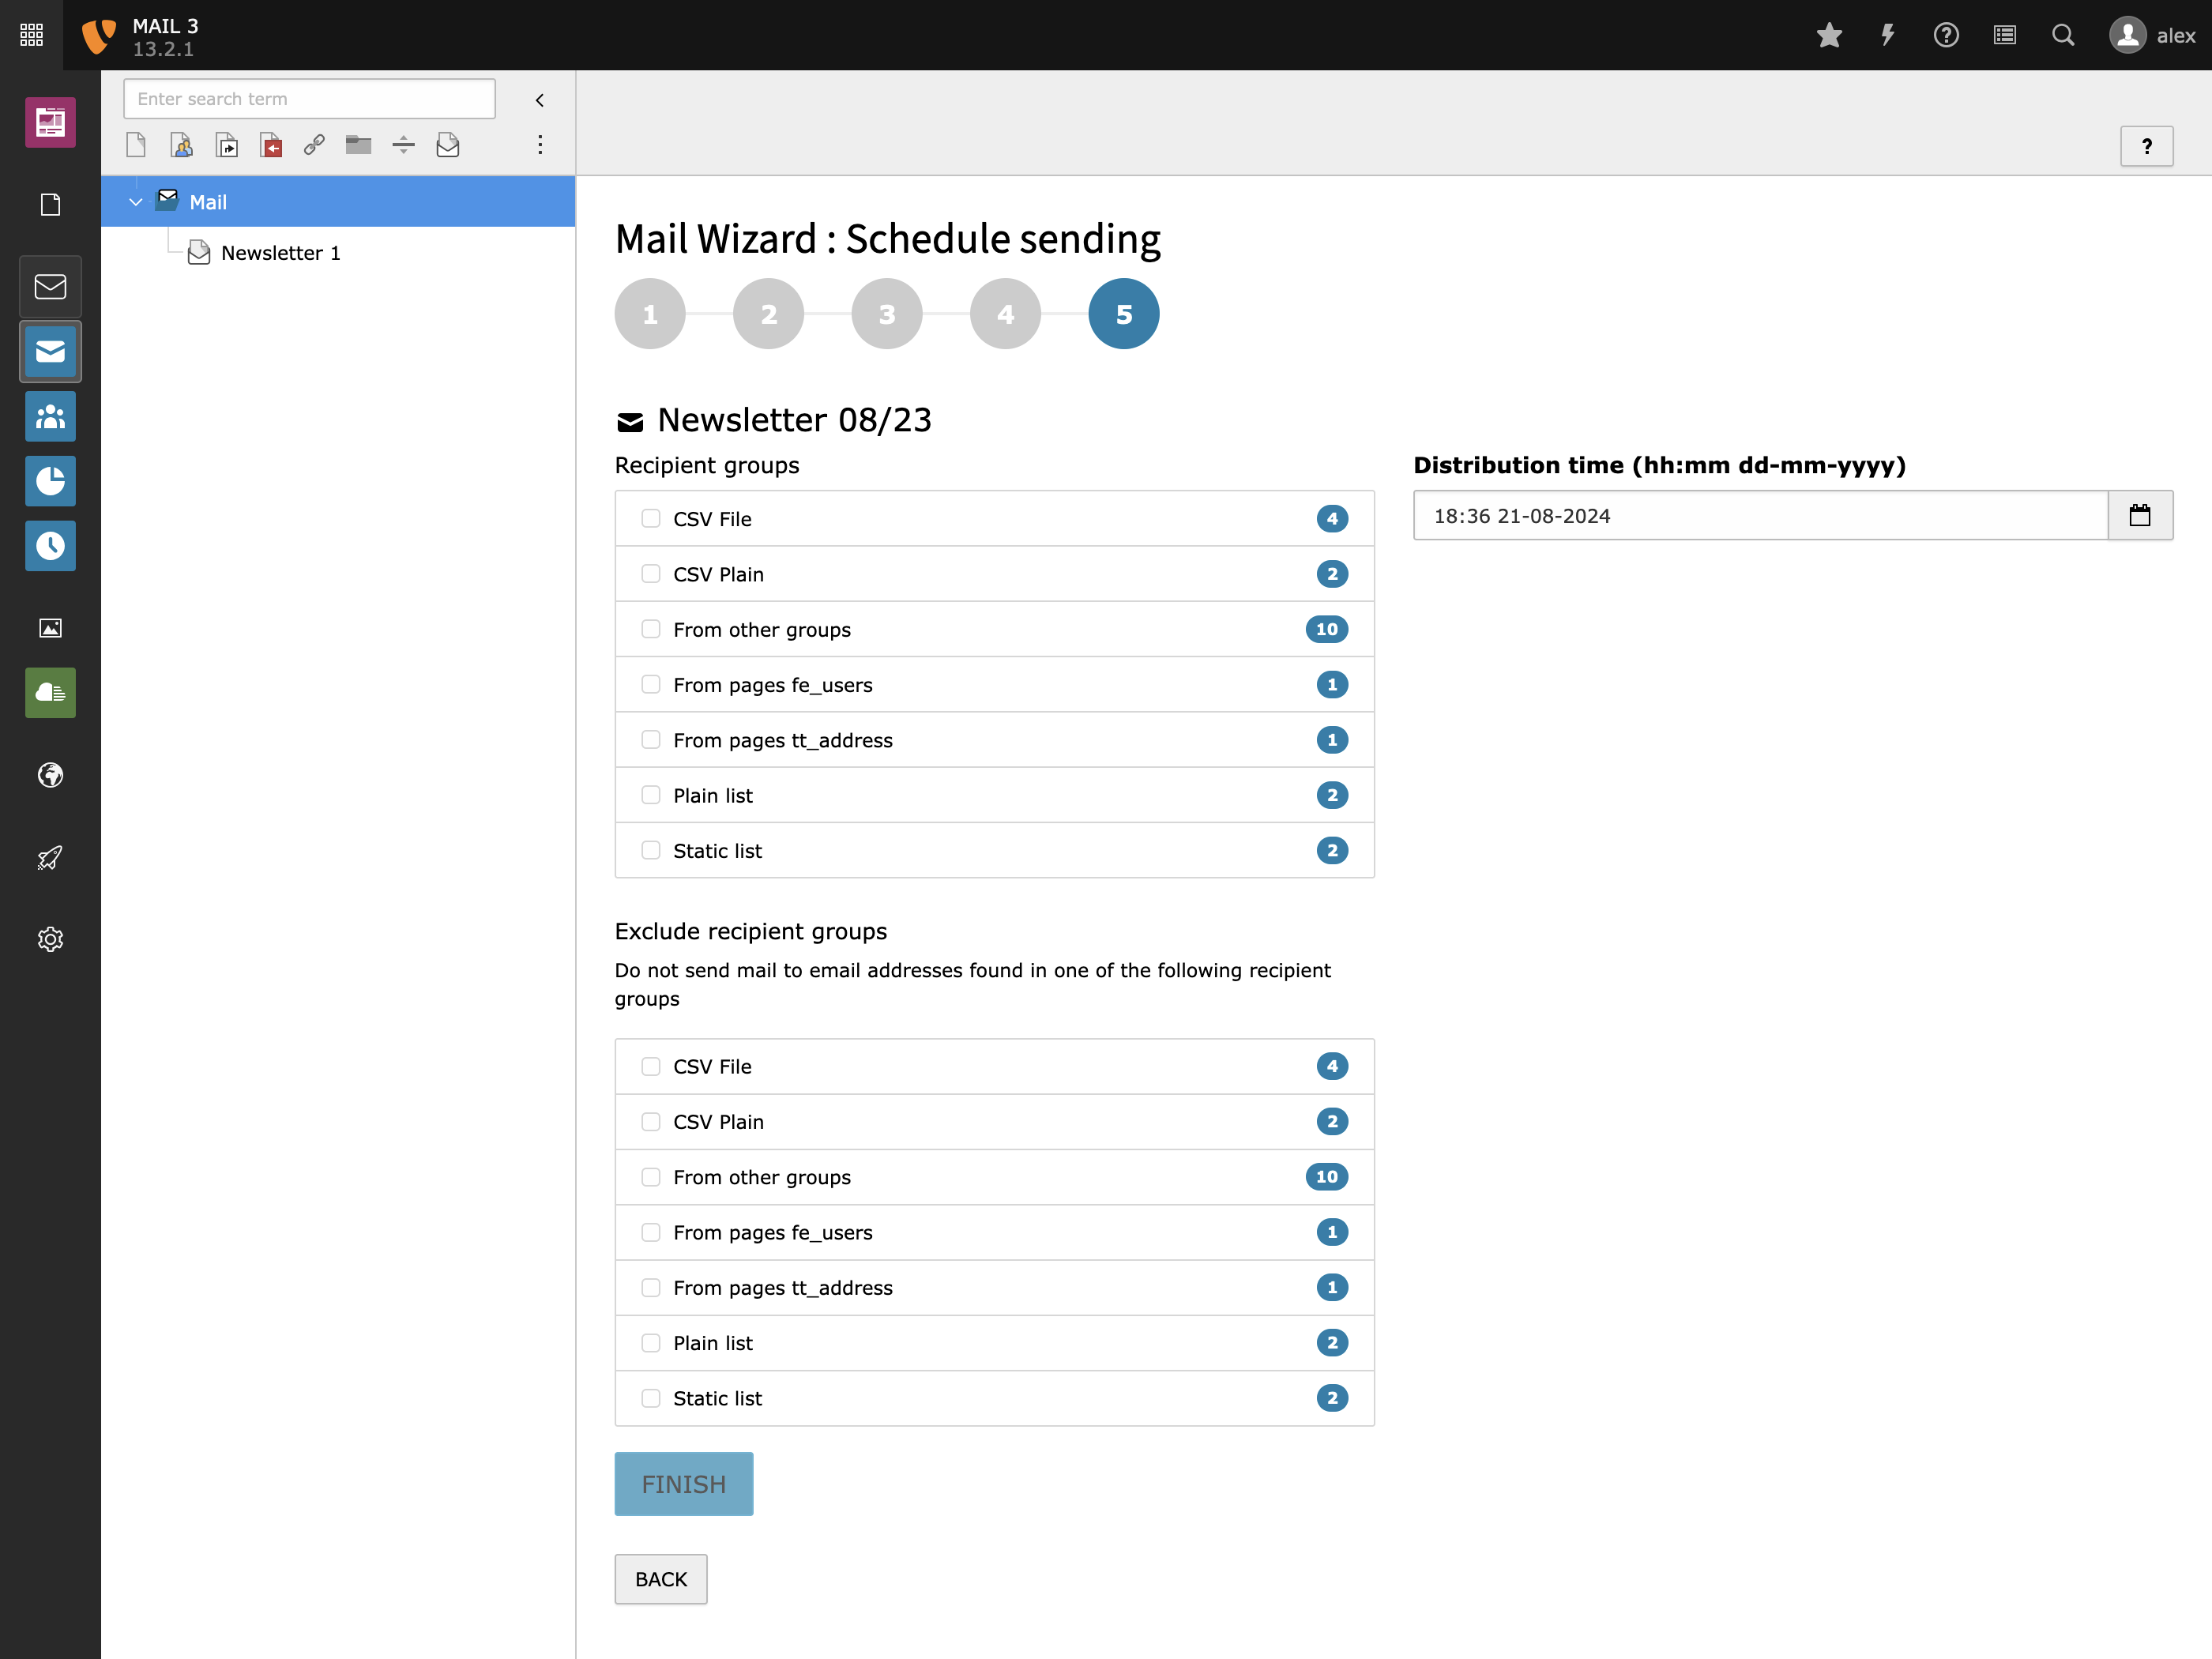 MAIL 3
13.2.1
alex
Enter search term
?
Mail
Newsletter 1
Mail Wizard : Schedule sending
1 2 3 4 5
Newsletter 08/23
Recipient groups
CSV File 4
CSV Plain 2
From other groups 10
From pages fe_users 1
From pages tt_address 1
Plain list 2
Static list 2
Distribution time (hh:mm dd-mm-yyyy)
18:36 21-08-2024
Exclude recipient groups
Do not send mail to email addresses found in one of the following recipient
groups
CSV File 4
CSV Plain 2
From other groups 10
From pages fe_users 1
From pages tt_address 1
Plain list 2
Static list 2
FINISH
BACK